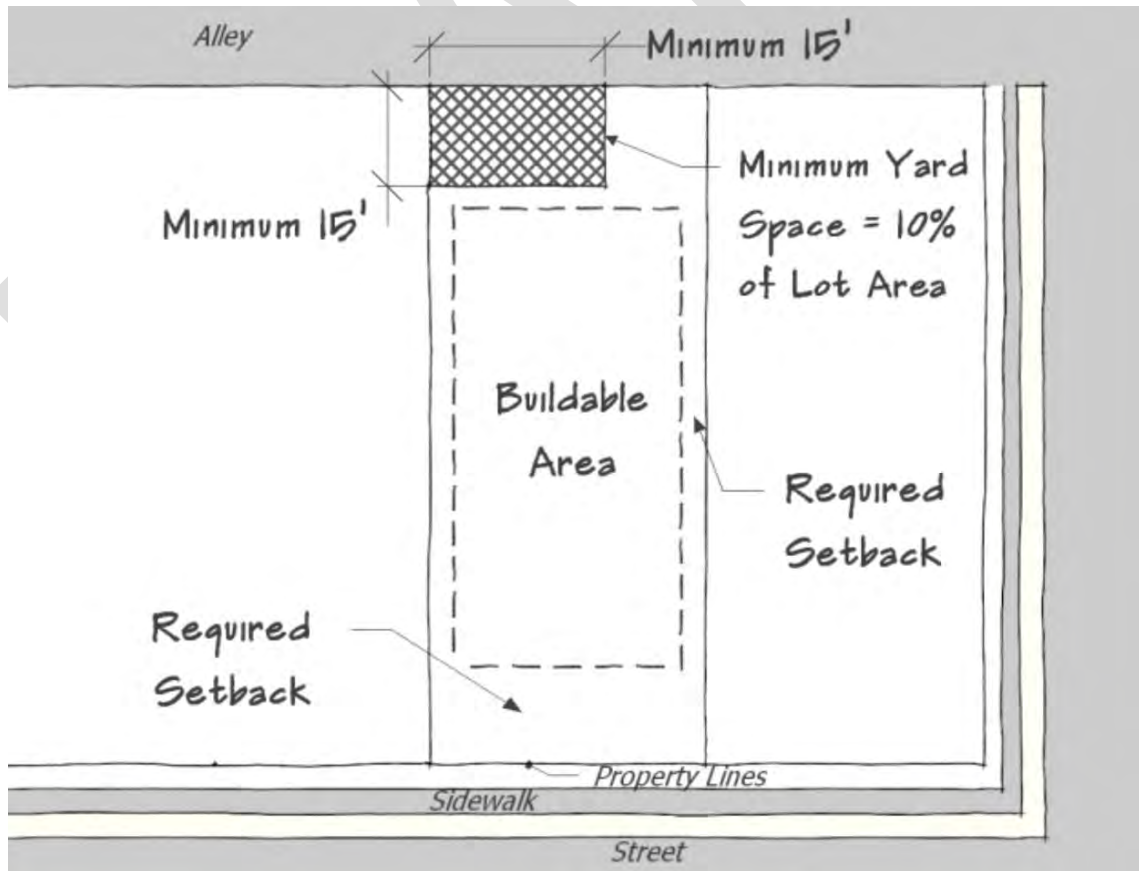 Alley
Minimum 15'
Minimum Yard
Space = 10%
of Lot Area
Minimum 15'
Buildable
Area
Required
Setback
Required
Setback
Property Lines
Sidewalk
Street